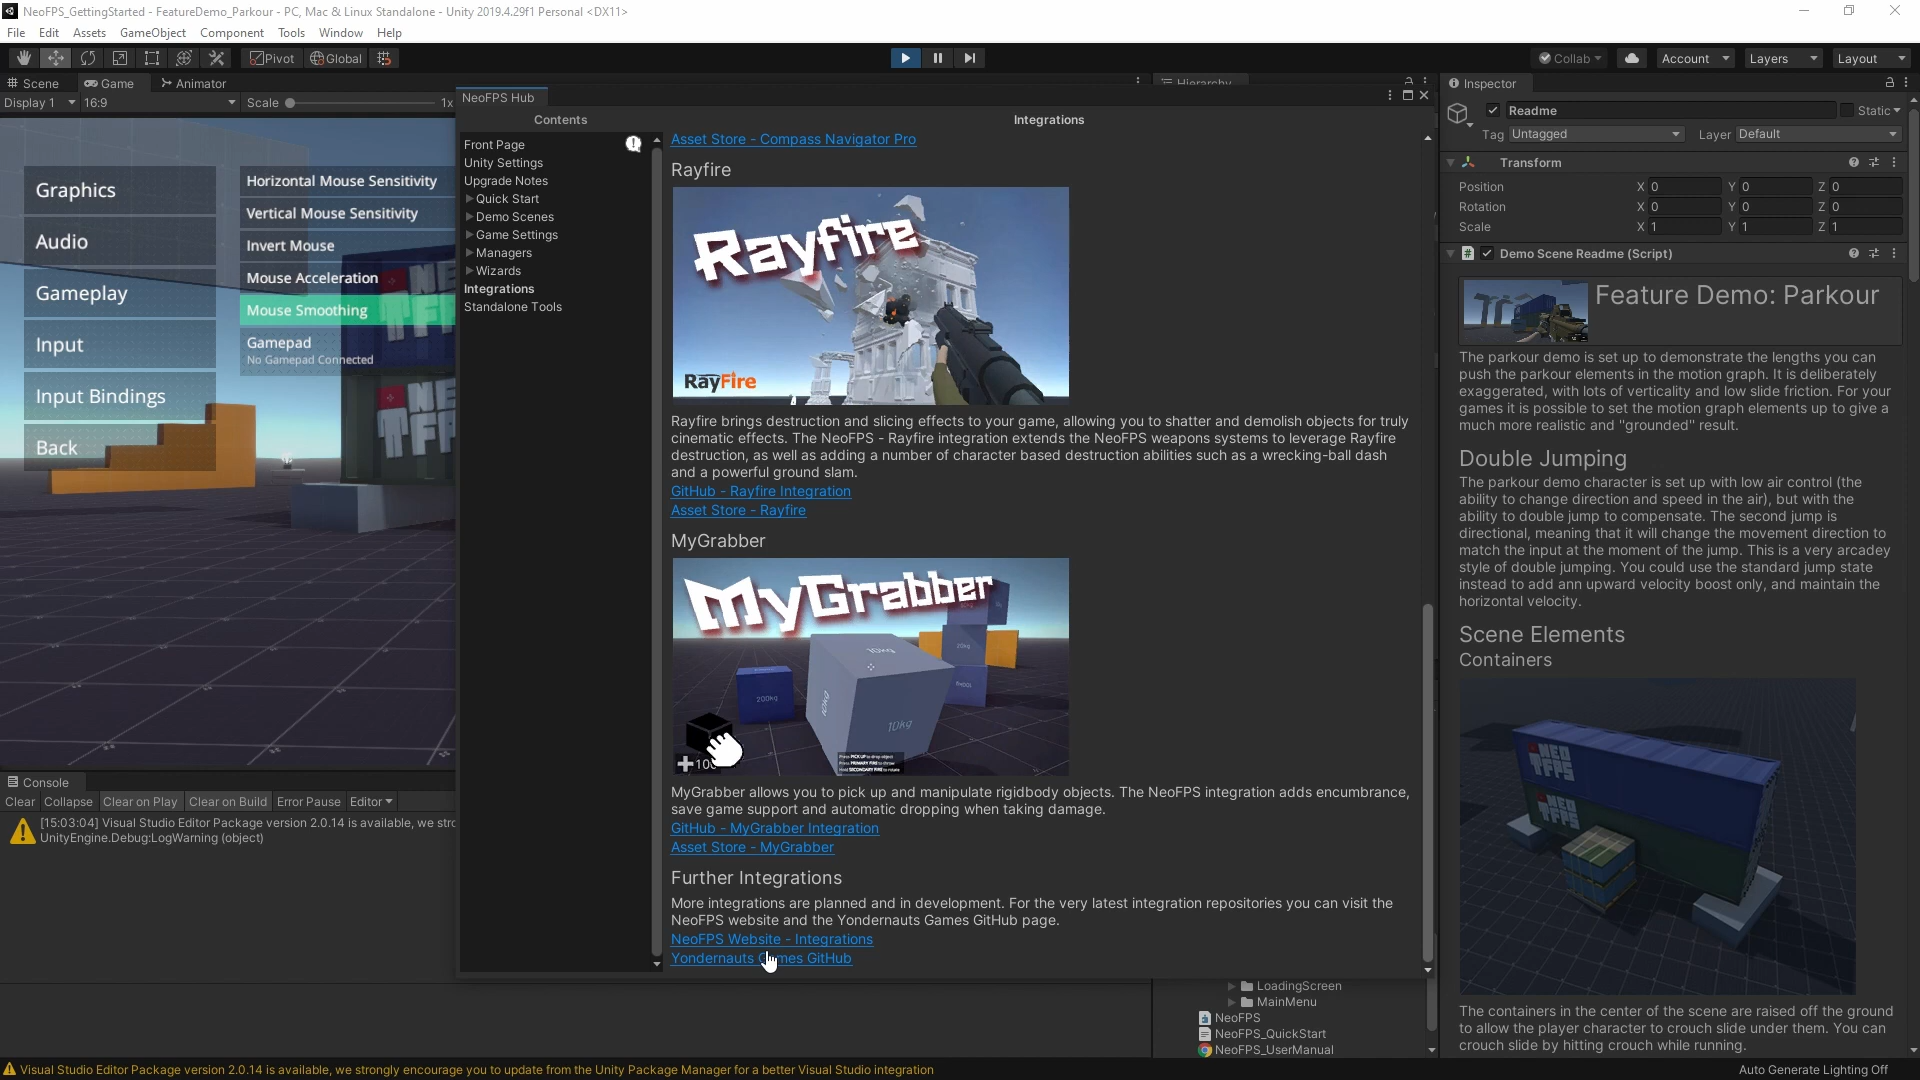 NeoFPS_GettingStarted - FeatureDemo_Parkour - PC, Mac & Linux Standalone - Unity 2019.4.29f1 Personal <DX11>
File Edit Assets GameObject Component Tools Window Help
Pivot Global Collab Account Layers Layout
Scene Game Animator
Display 1 16:9 Scale 1x
Graphics
Audio
Gameplay
Input
Input Bindings
Back
Horizontal Mouse Sensitivity
Vertical Mouse Sensitivity
Invert Mouse
Mouse Acceleration
Mouse Smoothing
Gamepad
No Gamepad Connected
Console
Clear Collapse Clear on Play Clear on Build Error Pause Editor
[15:03:04] Visual Studio Editor Package version 2.0.14 is available, we stro
UnityEngine.Debug:LogWarning (object)
Hierarchy
NeoFPS Hub
Contents
Front Page
Unity Settings
Upgrade Notes
Quick Start
Demo Scenes
Game Settings
Managers
Wizards
Integrations
Standalone Tools
Integrations
Asset Store - Compass Navigator Pro
Rayfire
Rayfire
RayFire
Rayfire brings destruction and slicing effects to your game, allowing you to shatter and demolish objects for truly
cinematic effects. The NeoFPS - Rayfire integration extends the NeoFPS weapons systems to leverage Rayfire
destruction, as well as adding a number of character based destruction abilities such as a wrecking-ball dash
and a powerful ground slam.
GitHub - Rayfire Integration
Asset Store - Rayfire
MyGrabber
MyGrabber
10kg
20kg
200kg
10kg
10kg
MyGrabber allows you to pick up and manipulate rigidbody objects. The NeoFPS integration adds encumbrance,
save game support and automatic dropping when taking damage.
GitHub - MyGrabber Integration
Asset Store - MyGrabber
Further Integrations
More integrations are planned and in development. For the very latest integration repositories you can visit the
NeoFPS website and the Yondernauts Games GitHub page.
NeoFPS Website - Integrations
Yondernauts Games GitHub
LoadingScreen
MainMenu
NeoFPS
NeoFPS_QuickStart
NeoFPS_UserManual
Inspector
Readme Static
Tag Untagged Layer Default
Transform
Position X 0 Y 0 Z 0
Rotation X 0 Y 0 Z 0
Scale X 1 Y 1 Z 1
Demo Scene Readme (Script)
Feature Demo: Parkour
The parkour demo is set up to demonstrate the lengths you can
push the parkour elements in the motion graph. It is deliberately
exaggerated, with lots of verticality and low slide friction. For your
games it is possible to set the motion graph elements up to give a
much more realistic and "grounded" result.
Double Jumping
The parkour demo character is set up with low air control (the
ability to change direction and speed in the air), but with the
ability to double jump to compensate. The second jump is
directional, meaning that it will change the movement direction to
match the input at the moment of the jump. This is a very arcadey
style of double jumping. You could use the standard jump state
instead to add ann upward velocity boost only, and maintain the
horizontal velocity.
Scene Elements
Containers
NEO
TFPS
NEO
TFPS
The containers in the center of the scene are raised off the ground
to allow the player character to crouch slide under them. You can
crouch slide by hitting crouch while running.
Visual Studio Editor Package version 2.0.14 is available, we strongly encourage you to update from the Unity Package Manager for a better Visual Studio integration
Auto Generate Lighting Off